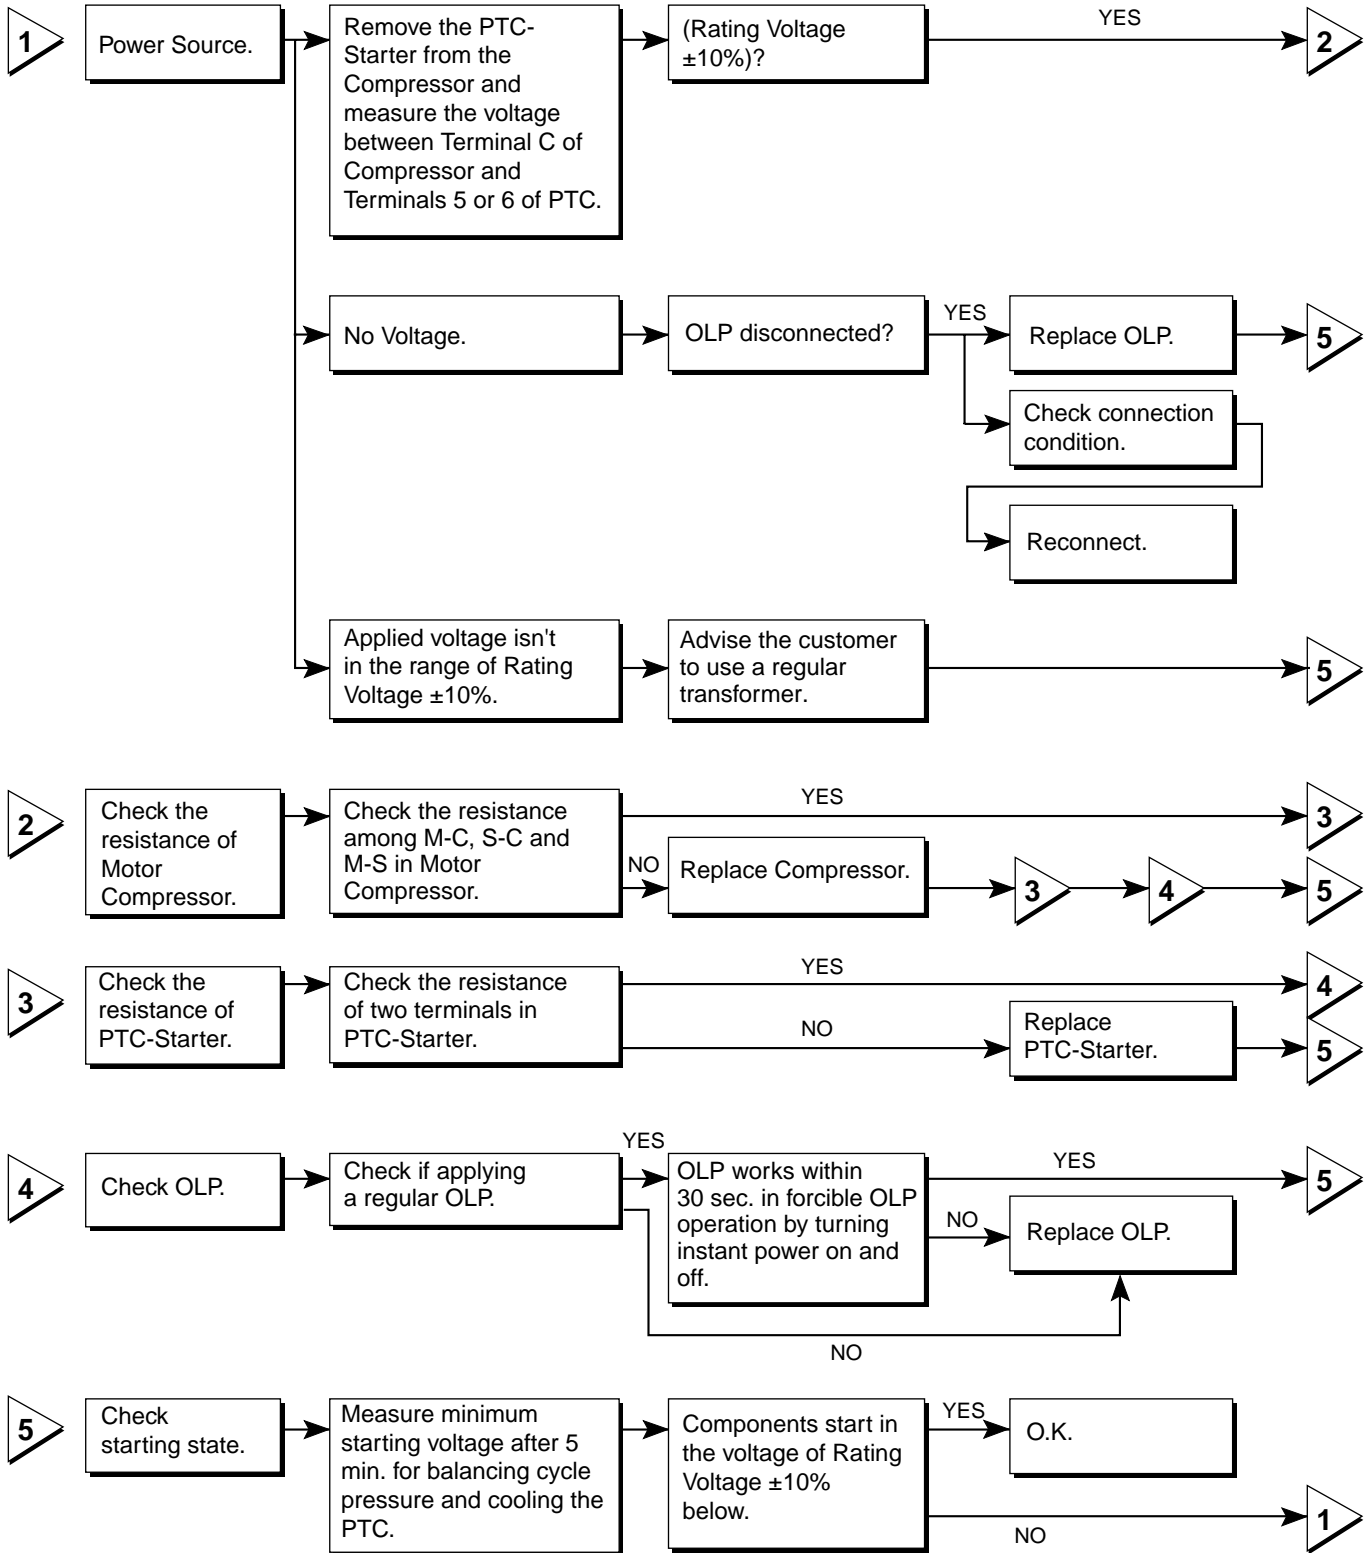 1
Power Source.
Remove the PTC-
Starter from the
Compressor and
measure the voltage
between Terminal C of
Compressor and
Terminals 5 or 6 of PTC.
(Rating Voltage
±10%)?
YES
2
No Voltage.
OLP disconnected?
YES
Replace OLP.
5
Check connection
condition.
Reconnect.
Applied voltage isn't
in the range of Rating
Voltage ±10%.
Advise the customer
to use a regular
transformer.
5
2
Check the
resistance of
Motor
Compressor.
Check the resistance
among M-C, S-C and
M-S in Motor
Compressor.
YES
3
NO
Replace Compressor.
3
4
5
3
Check the
resistance of
PTC-Starter.
Check the resistance
of two terminals in
PTC-Starter.
YES
4
NO
Replace
PTC-Starter.
5
4
Check OLP.
Check if applying
a regular OLP.
YES
OLP works within
30 sec. in forcible OLP
operation by turning
instant power on and
off.
YES
5
NO
Replace OLP.
NO
5
Check
starting state.
Measure minimum
starting voltage after 5
min. for balancing cycle
pressure and cooling the
PTC.
Components start in
the voltage of Rating
Voltage ±10%
below.
YES
O.K.
NO
1